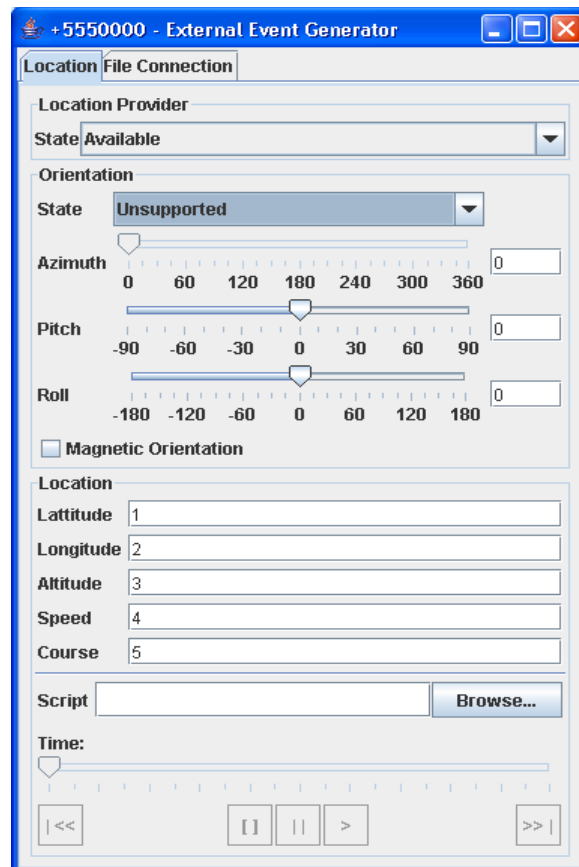 +5550000 - External Event Generator
Location File Connection
Location Provider
State Available
Orientation
State Unsupported
Azimuth 0
0 60 120 180 240 300 360
Pitch 0
-90 -60 -30 0 30 60 90
Roll 0
-180 -120 -60 0 60 120 180
Magnetic Orientation
Location
Lattitude 1
Longitude 2
Altitude 3
Speed 4
Course 5
Script Browse...
Time:
|<< [] || > >>|